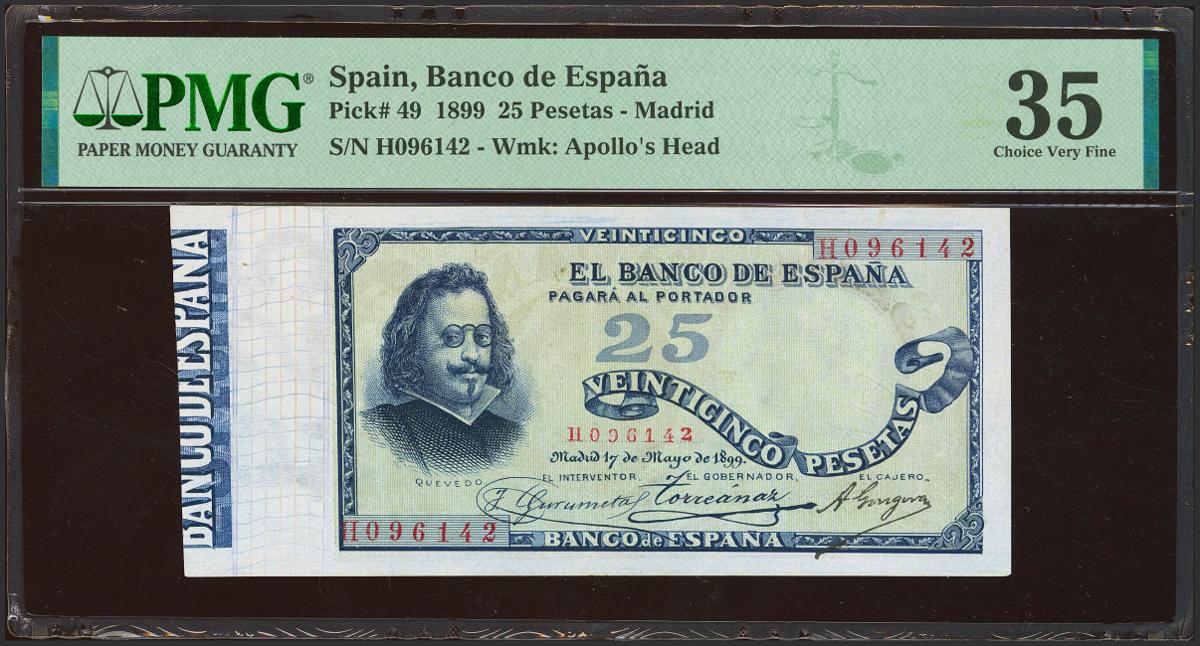 PMG®
PAPER MONEY GUARANTY
Spain, Banco de España
Pick# 49 1899 25 Pesetas - Madrid
S/N H096142 - Wmk: Apollo's Head
35
Choice Very Fine
BANCO DE ESPAÑA
25
VEINTICINCO
H096142
EL BANCO DE ESPAÑA
PAGARÁ AL PORTADOR
25
VEINTICINCO PESETAS
H096142
Madrid 17 de Mayo de 1899.
QUEVEDO
EL INTERVENTOR,
EL GOBERNADOR,
EL CAJERO,
Torreánaz
A Gongora
H096142
BANCO de ESPAÑA
25